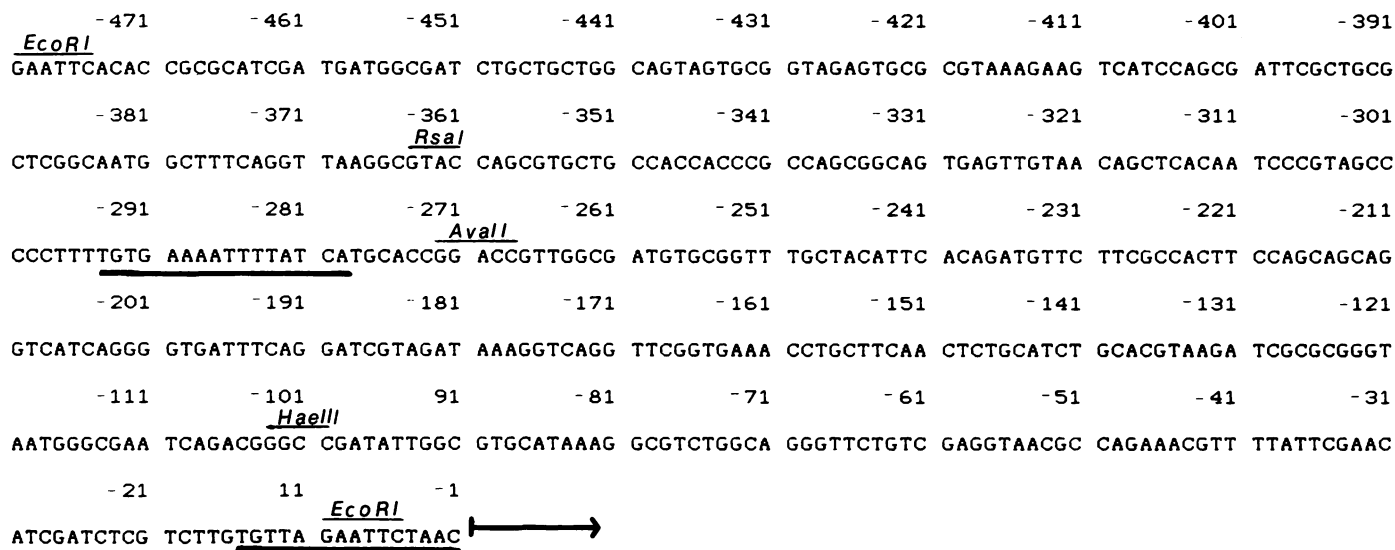 -471 -461 -451 -441 -431 -421 -411 -401 -391
EcoRI
GAATTCACAC CGCGCATCGA TGATGGCGAT CTGCTGCTGG CAGTAGTGCG GTAGAGTGCG CGTAAAGAAG TCATCCAGCG ATTCGCTGCG
-381 -371 -361 -351 -341 -331 -321 -311 -301
RsaI
CTCGGCAATG GCTTTCAGGT TAAGGCGTAC CAGCGTGCTG CCACCACCCG CCAGCGGCAG TGAGTTGTAA CAGCTCACAA TCCCGTAGCC
-291 -281 -271 -261 -251 -241 -231 -221 -211
AvaII
CCCTTTTGTG AAAATTTTAT CATGCACCGG ACCGTTGGCG ATGTGCGGTT TGCTACATTC ACAGATGTTC TTCGCCACTT CCAGCAGCAG
-201 -191 -181 -171 -161 -151 -141 -131 -121
GTCATCAGGG GTGATTTCAG GATCGTAGAT AAAGGTCAGG TTCGGTGAAA CCTGCTTCAA CTCTGCATCT GCACGTAAGA TCGCGCGGGT
-111 -101 91 -81 -71 -61 -51 -41 -31
HaeIII
AATGGGCGAA TCAGACGGGC CGATATTGGC GTGCATAAAG GCGTCTGGCA GGGTTCTGTC GAGGTAACGC CAGAAACGTT TTATTCGAAC
-21 11 -1
EcoRI
ATCGATCTCG TCTTGTGTTA GAATTCTAAC